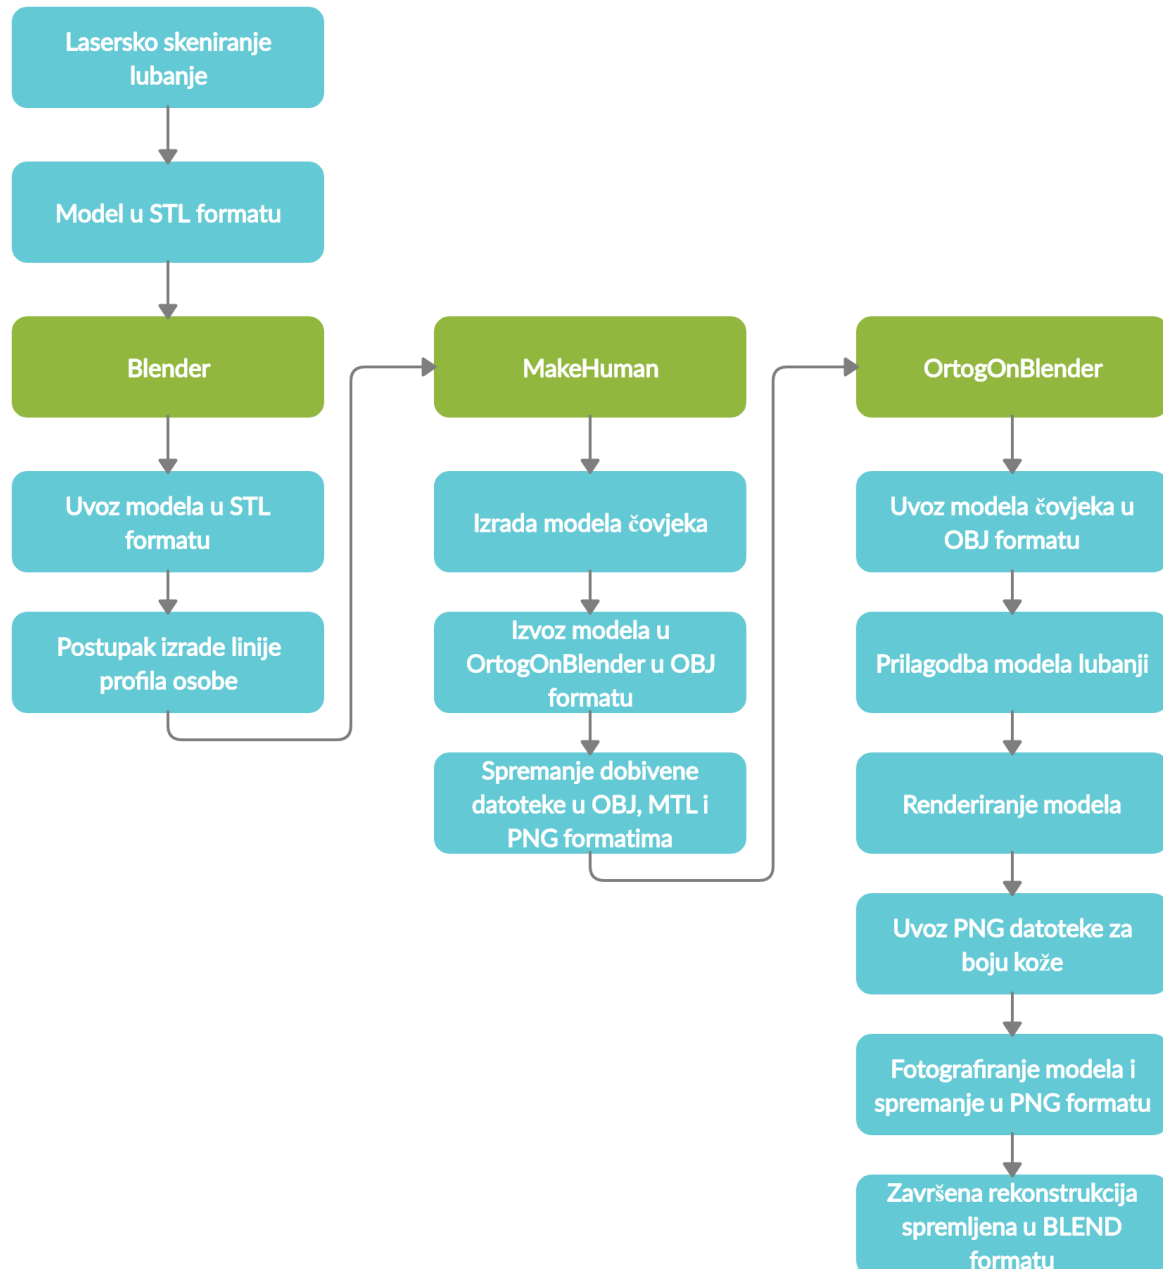 Lasersko skeniranje
lubanje
Model u STL formatu
Blender
Uvoz modela u STL
formatu
Postupak izrade linije
profila osobe
MakeHuman
Izrada modela čovjeka
Izvoz modela u
OrtogOnBlender u OBJ
formatu
Spremanje dobivene
datoteke u OBJ, MTL i
PNG formatima
OrtogOnBlender
Uvoz modela čovjeka u
OBJ formatu
Prilagodba modela lubanji
Renderiranje modela
Uvoz PNG datoteke za
boju kože
Fotografiranje modela i
spremanje u PNG formatu
Završena rekonstrukcija
spremljena u BLEND
formatu